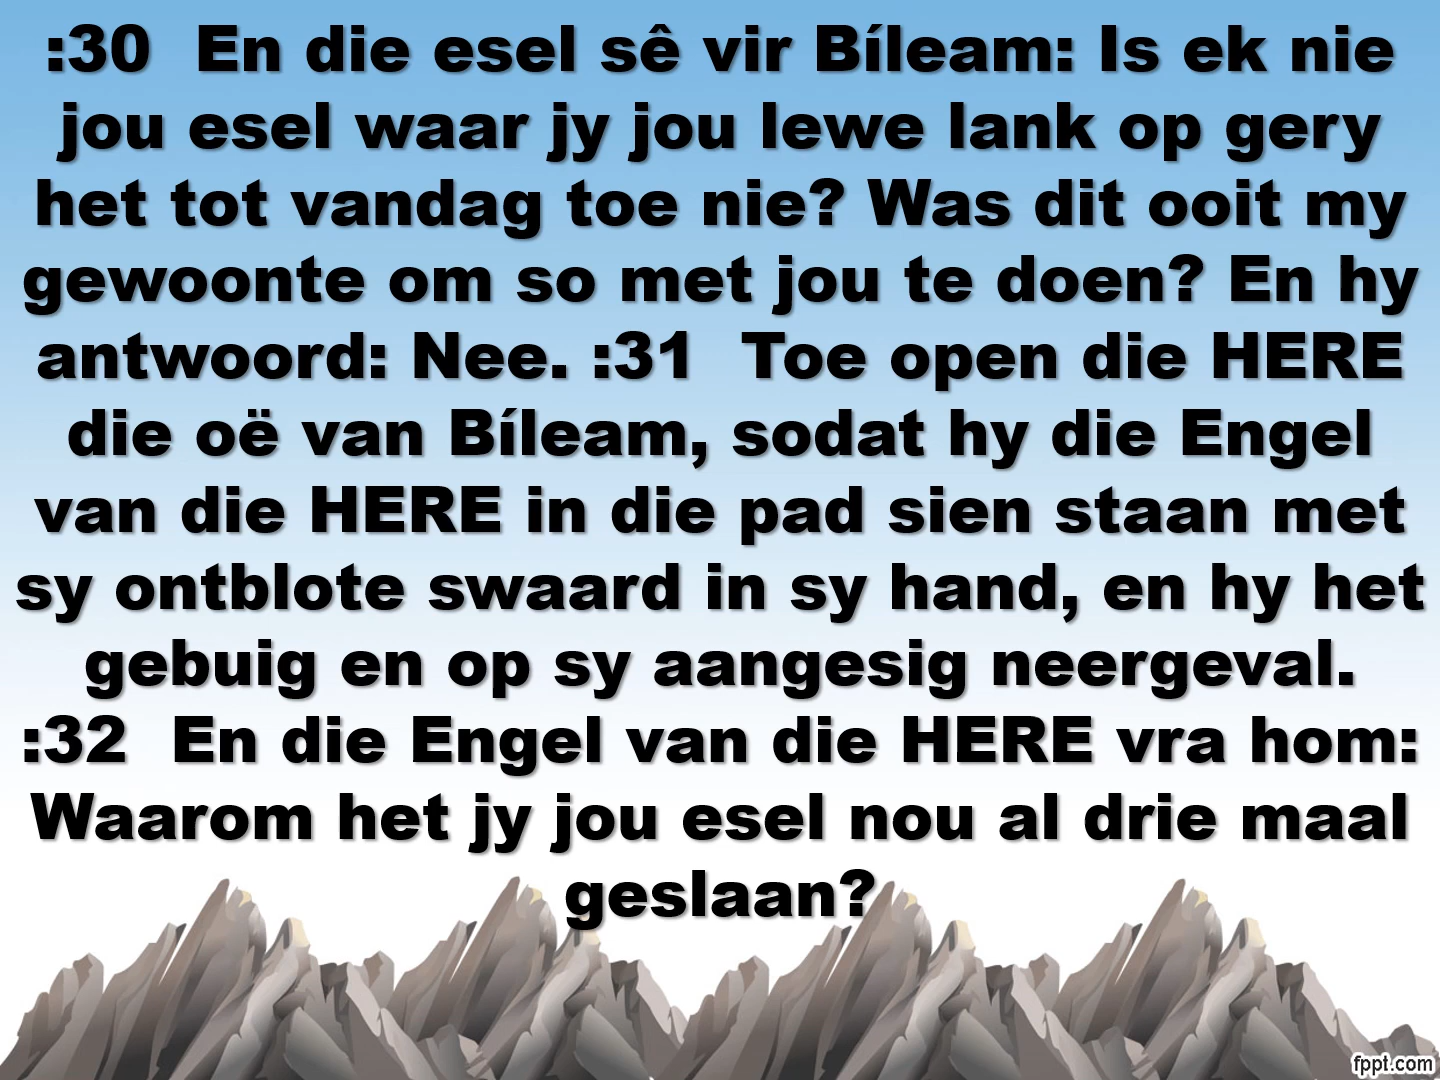 :30  En die esel sê vir Bíleam: Is ek nie
jou esel waar jy jou lewe lank op gery
het tot vandag toe nie? Was dit ooit my
gewoonte om so met jou te doen? En hy
antwoord: Nee. :31  Toe open die HERE
die oë van Bíleam, sodat hy die Engel
van die HERE in die pad sien staan met
sy ontblote swaard in sy hand, en hy het
gebuig en op sy aangesig neergeval.
:32  En die Engel van die HERE vra hom:
Waarom het jy jou esel nou al drie maal
geslaan?
fppt.com